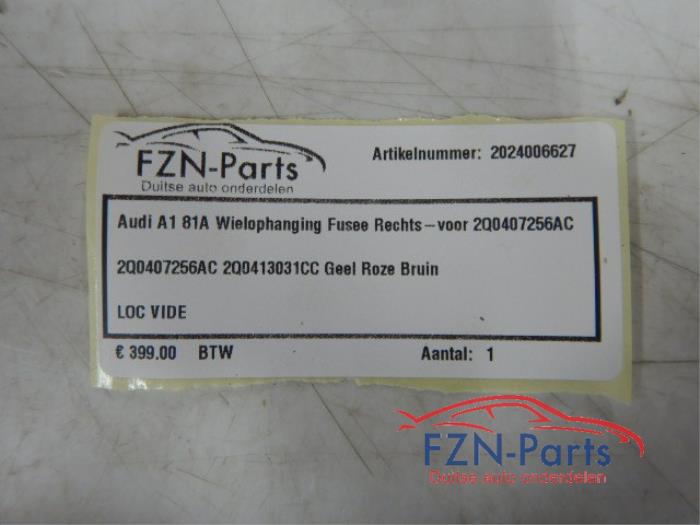 FZN-Parts
Duitse auto onderdelen
Artikelnummer: 2024006627
Audi A1 81A Wielophanging Fusee Rechts-voor 2Q0407256AC
2Q0407256AC 2Q0413031CC Geel Roze Bruin
LOC VIDE
€ 399.00 BTW Aantal: 1
FZN-Parts
Duitse auto onderdelen